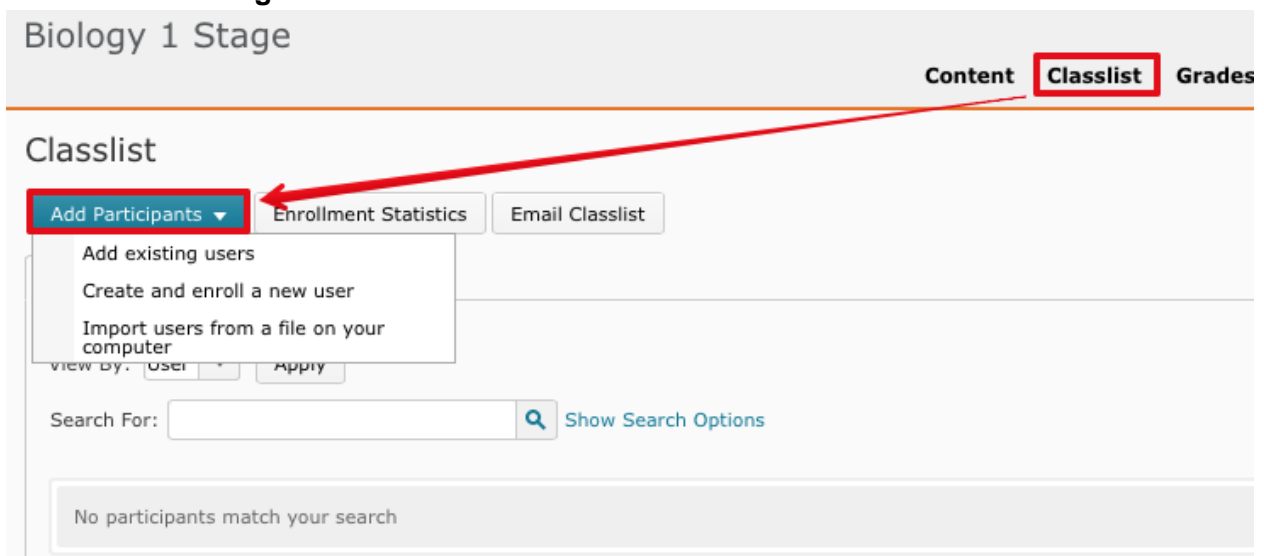 Biology 1 Stage
Content Classlist Grades
Classlist
Add Participants Enrollment Statistics Email Classlist
Add existing users
Create and enroll a new user
Import users from a file on your
computer
View By: User Apply
Search For: Show Search Options
No participants match your search